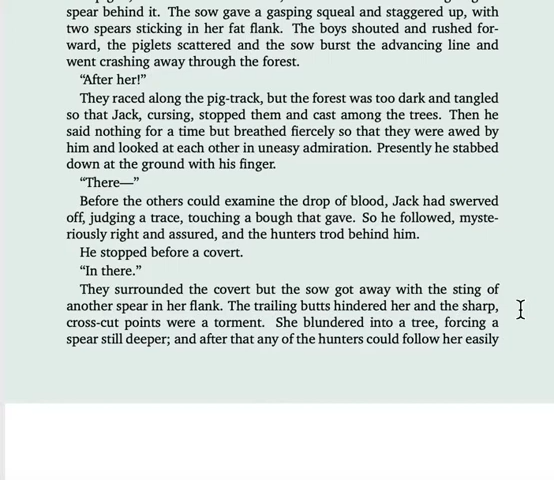 spear behind it. The sow gave a gasping squeal and staggered up, with
two spears sticking in her fat flank. The boys shouted and rushed for-
ward, the piglets scattered and the sow burst the advancing line and
went crashing away through the forest.
“After her!”
They raced along the pig-track, but the forest was too dark and tangled
so that Jack, cursing, stopped them and cast among the trees. Then he
said nothing for a time but breathed fiercely so that they were awed by
him and looked at each other in uneasy admiration. Presently he stabbed
down at the ground with his finger.
“There—”
Before the others could examine the drop of blood, Jack had swerved
off, judging a trace, touching a bough that gave. So he followed, myste-
riously right and assured, and the hunters trod behind him.
He stopped before a covert.
“In there.”
They surrounded the covert but the sow got away with the sting of
another spear in her flank. The trailing butts hindered her and the sharp,
cross-cut points were a torment. She blundered into a tree, forcing a
spear still deeper; and after that any of the hunters could follow her easily